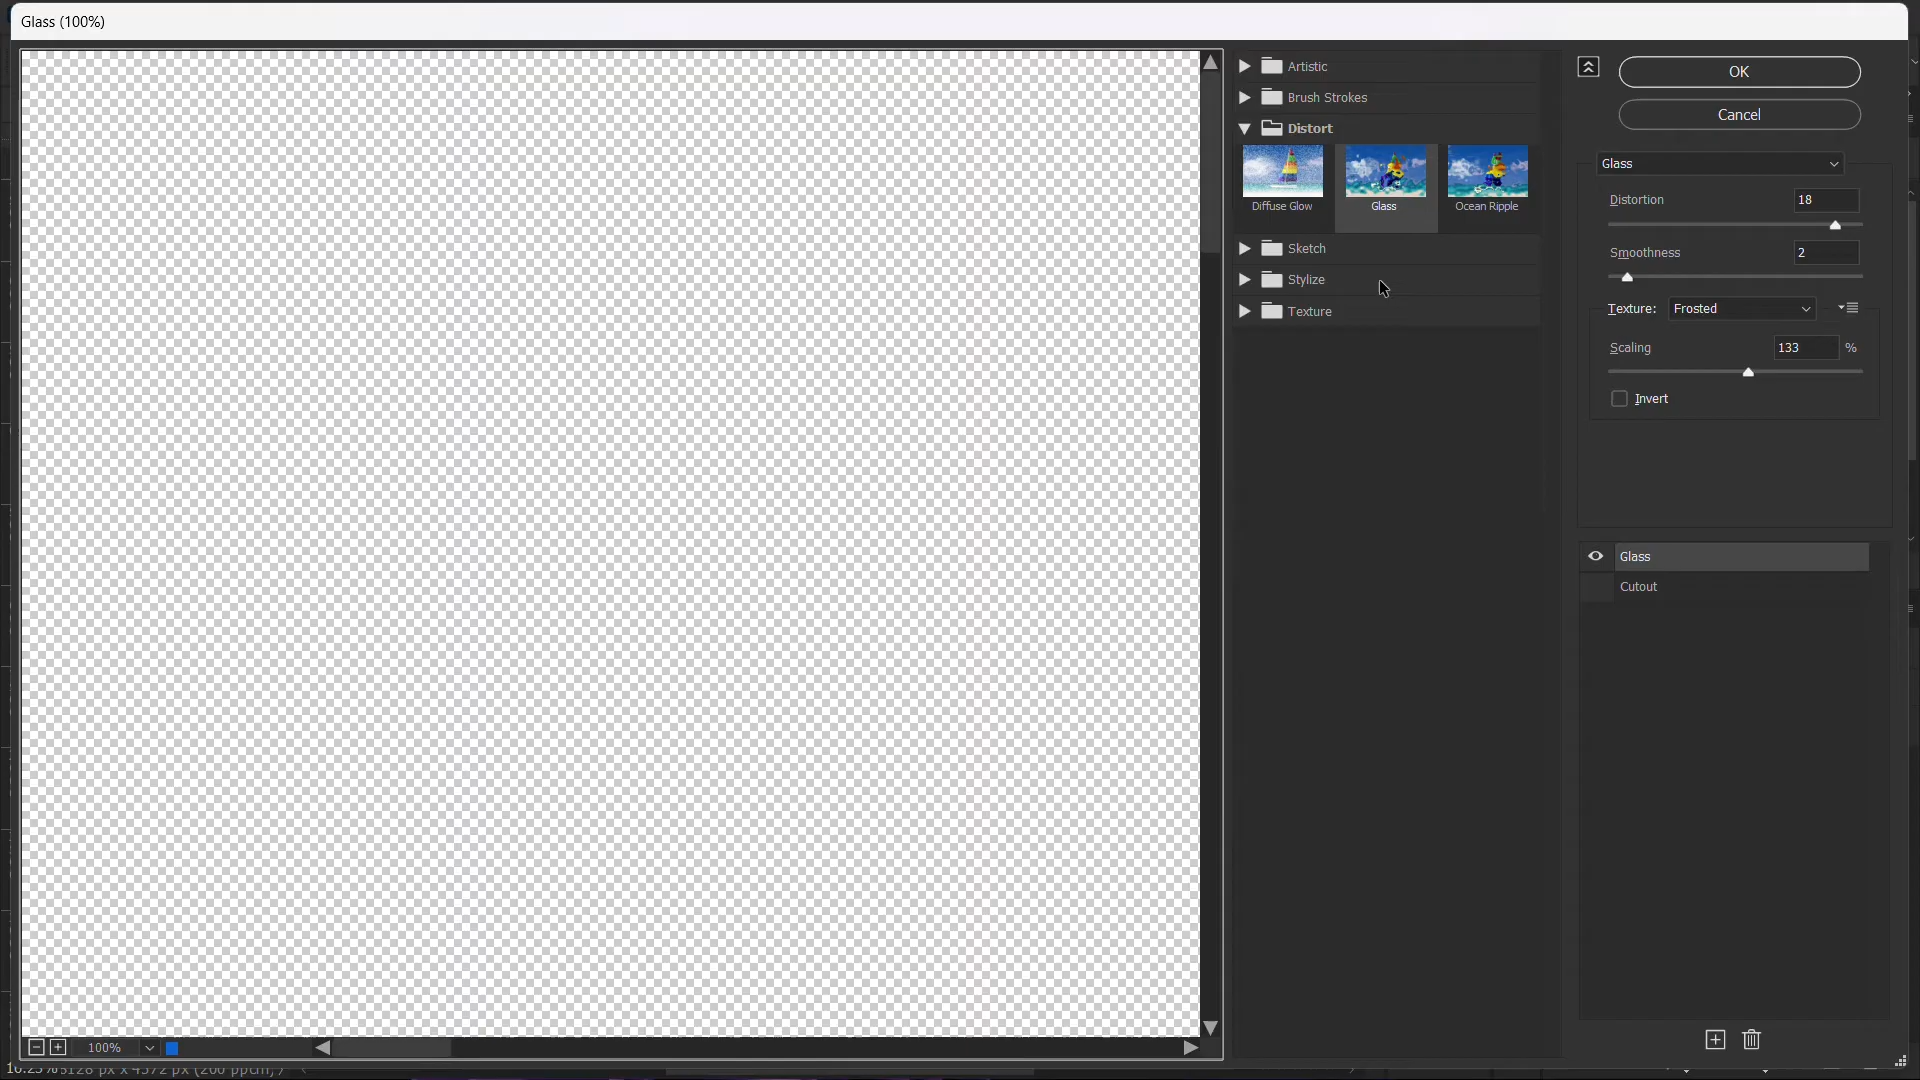 Glass (100%)
Artistic
Brush Strokes
Distort
Diffuse Glow
Glass
Ocean Ripple
Sketch
Stylize
Texture
OK
Cancel
Glass
Distortion
18
Smoothness
2
Texture:
Frosted
Scaling
133
%
Invert
Glass
Cutout
100%